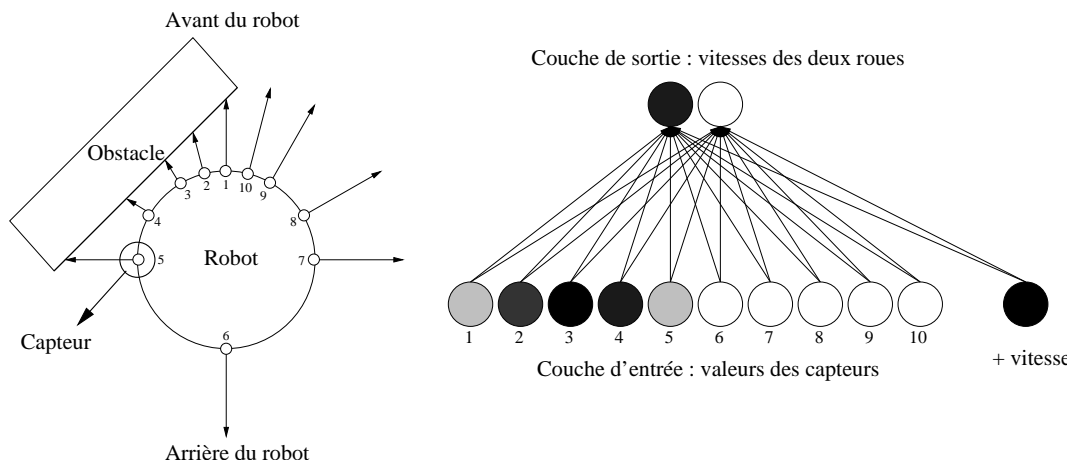 Avant du robot
Obstacle
3
2
1
10
9
4
8
5
Robot
7
Capteur
6
Arrière du robot
Couche de sortie : vitesses des deux roues
1 2 3 4 5 6 7 8 9 10
Couche d'entrée : valeurs des capteurs
+ vitesse